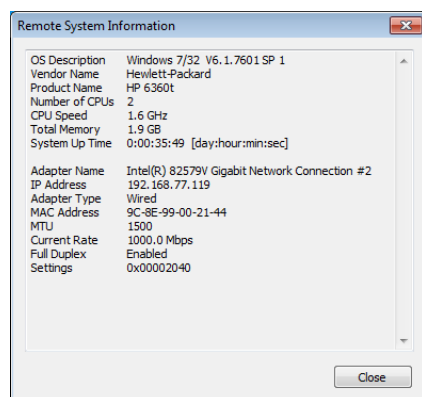 Remote System Information
OS Description Windows 7/32 V6.1.7601 SP 1
Vendor Name Hewlett-Packard
Product Name HP 6360t
Number of CPUs 2
CPU Speed 1.6 GHz
Total Memory 1.9 GB
System Up Time 0:00:35:49 [day:hour:min:sec]
Adapter Name Intel(R) 82579V Gigabit Network Connection #2
IP Address 192.168.77.119
Adapter Type Wired
MAC Address 9C-8E-99-00-21-44
MTU 1500
Current Rate 1000.0 Mbps
Full Duplex Enabled
Settings 0x00002040
Close